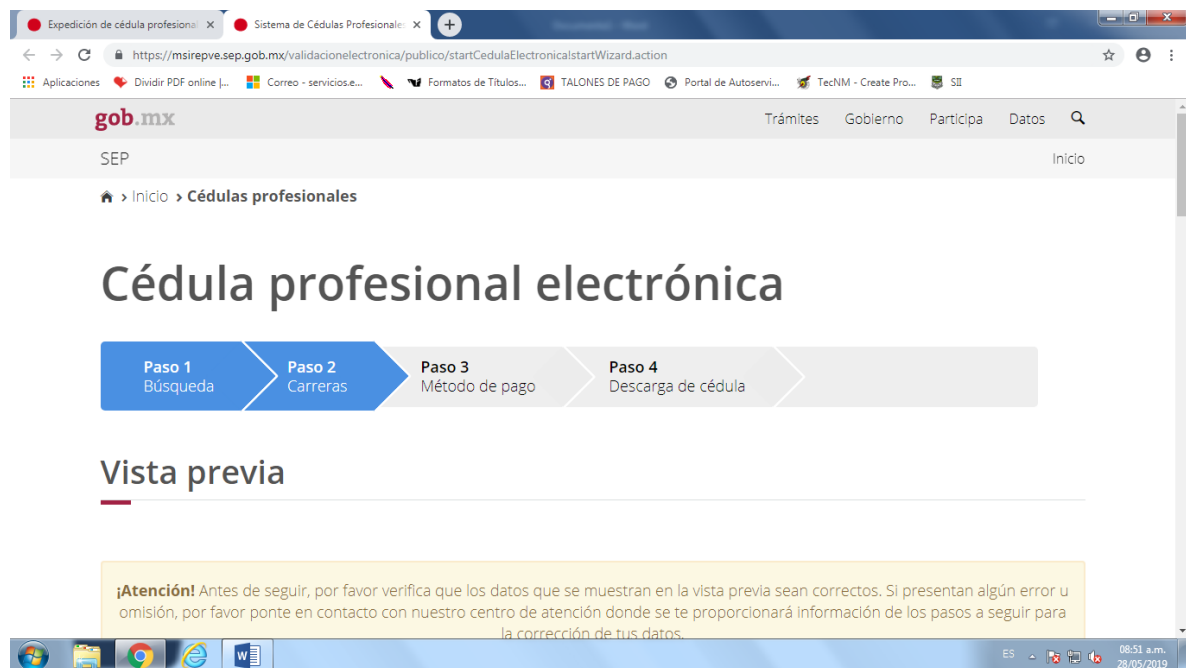 Expedición de cédula profesiona
Sistema de Cédulas Profesionales
https://msirepve.sep.gob.mx/validacionelectronica/publico/startCedulaElectronica!startWizard.action
Aplicaciones
Dividir PDF online |...
Correo - servicios.e...
Formatos de Títulos...
TALONES DE PAGO
Portal de Autoservi...
TecNM - Create Pro...
SII
gob.mx
Trámites
Gobierno
Participa
Datos
SEP
Inicio
> Inicio > Cédulas profesionales
Cédula profesional electrónica
Paso 1
Búsqueda
Paso 2
Carreras
Paso 3
Método de pago
Paso 4
Descarga de cédula
Vista previa
¡Atención! Antes de seguir, por favor verifica que los datos que se muestran en la vista previa sean correctos. Si presentan algún error u
omisión, por favor ponte en contacto con nuestro centro de atención donde se te proporcionará información de los pasos a seguir para
la corrección de tus datos.
ES
08:51 a.m.
28/05/2019